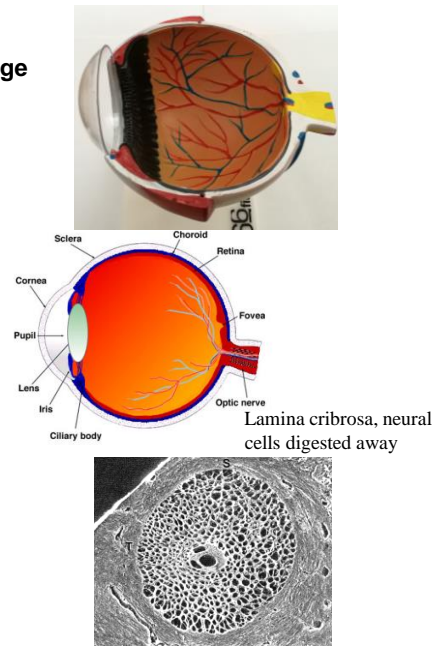 ge
Choroid
Sclera
Retina
Cornea
Fovea
Pupil
Lens
Iris
Optic nerve
Ciliary body
Lamina cribrosa, neural
cells digested away
S
T